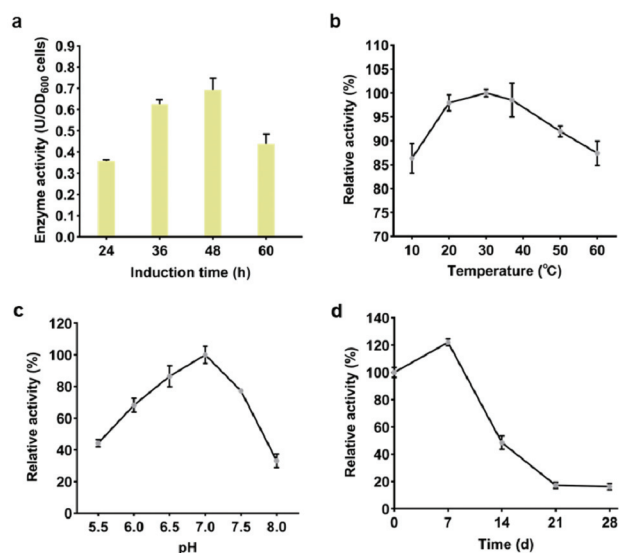 a
Enzyme activity (U/OD600 cells)
0.9
0.8
0.7
0.6
0.5
0.4
0.3
0.2
0.1
0.0
24 36 48 60
Induction time (h)
b
Relative activity (%)
110
105
100
95
90
85
80
75
70
10 20 30 40 50 60
Temperature (°C)
c
Relative activity (%)
120
100
80
60
40
20
0
5.5 6.0 6.5 7.0 7.5 8.0
pH
d
Relative activity (%)
140
120
100
80
60
40
20
0
0 7 14 21 28
Time (d)